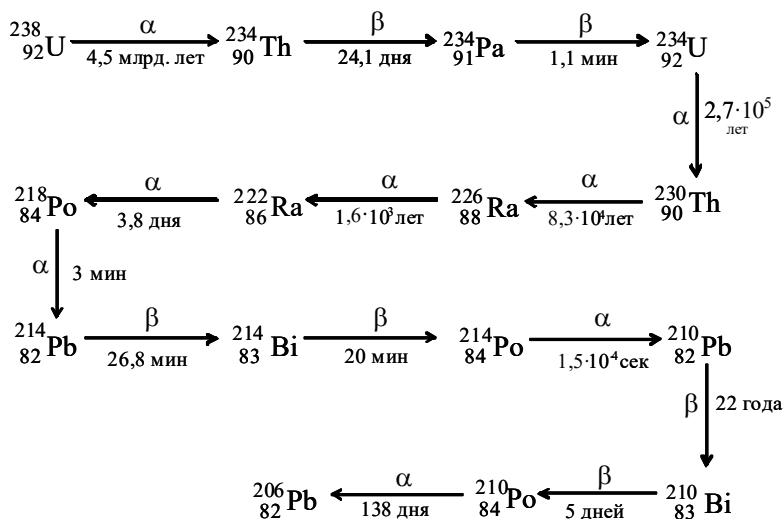 ²³⁸₉₂U α 4,5 млрд. лет ²³⁴₉₀Th β 24,1 дня ²³⁴₉₁Pa β 1,1 мин ²³⁴₉₂U
α 2,7·10⁵ лет
²¹⁸₈₄Po α 3,8 дня ²²²₈₆Ra α 1,6·10³лет ²²⁶₈₈Ra α 8,3·10⁴лет ²³⁰₉₀Th
α 3 мин
²¹⁴₈₂Pb β 26,8 мин ²¹⁴₈₃Bi β 20 мин ²¹⁴₈₄Po α 1,5·10⁴сек ²¹⁰₈₂Pb
β 22 года
²⁰⁶₈₂Pb α 138 дня ²¹⁰₈₄Po β 5 дней ²¹⁰₈₃Bi